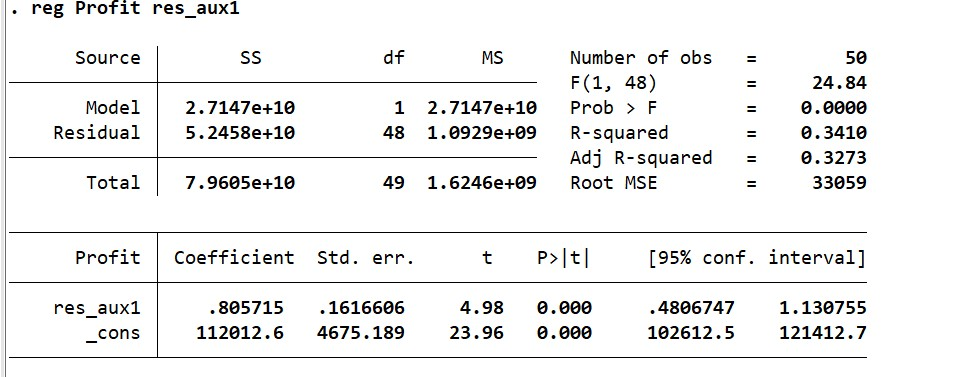 . reg Profit res_aux1
Source SS df MS Number of obs = 50
F(1, 48) = 24.84
Model 2.7147e+10 1 2.7147e+10 Prob > F = 0.0000
Residual 5.2458e+10 48 1.0929e+09 R-squared = 0.3410
Adj R-squared = 0.3273
Total 7.9605e+10 49 1.6246e+09 Root MSE = 33059
Profit Coefficient Std. err. t P>|t| [95% conf. interval]
res_aux1 .805715 .1616606 4.98 0.000 .4806747 1.130755
_cons 112012.6 4675.189 23.96 0.000 102612.5 121412.7